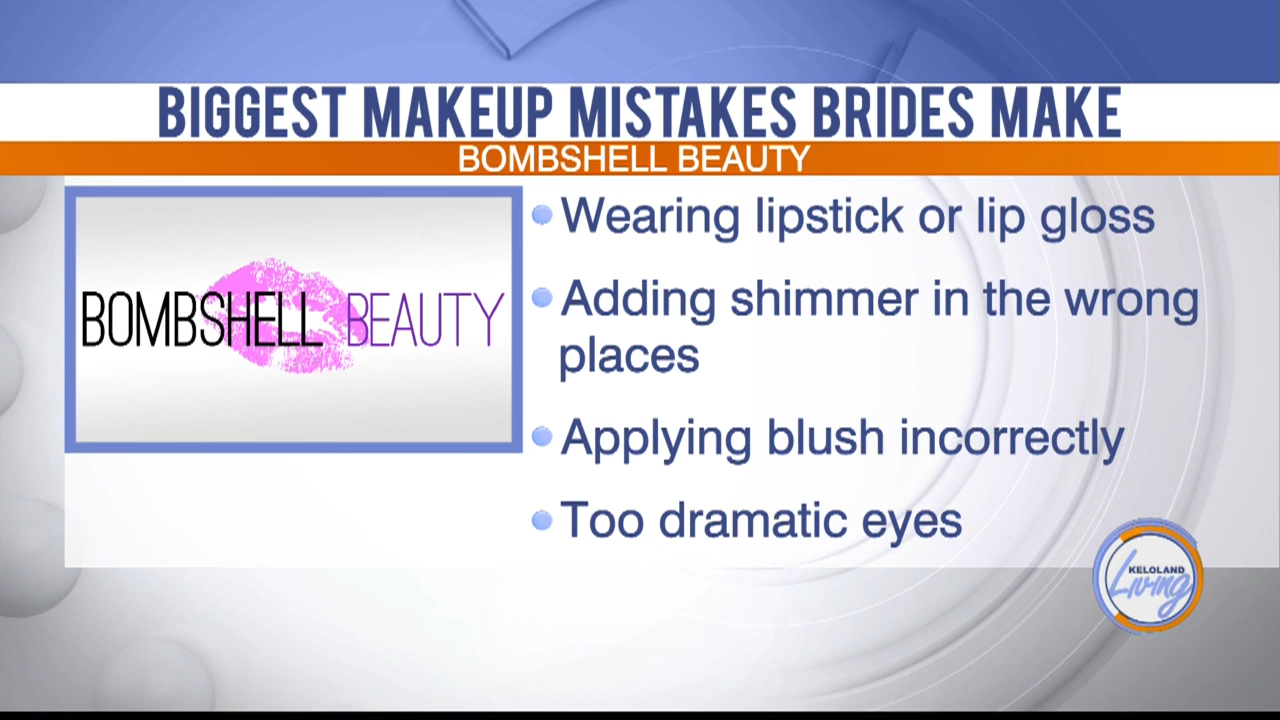 BIGGEST MAKEUP MISTAKES BRIDES MAKE
BOMBSHELL BEAUTY
BOMBSHELL BEAUTY
Wearing lipstick or lip gloss
Adding shimmer in the wrong
places
Applying blush incorrectly
Too dramatic eyes
KELOLAND
Living